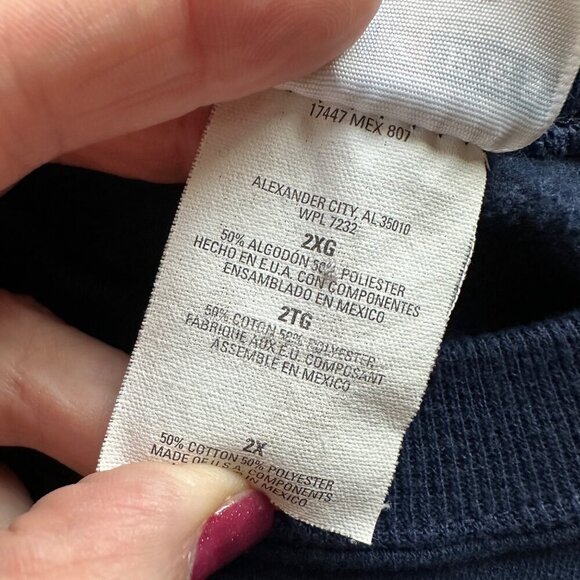 17447 MEX 807
ALEXANDER CITY, AL 35010
WPL 7232
2XG
50% ALGODÓN 50% POLIESTER
HECHO EN E.U.A. CON COMPONENTES
ENSAMBLADO EN MEXICO
2TG
50% COTON 50% POLYESTER
FABRIQUE AUX E.U. COMPOSANT
ASSEMBLE EN MEXICO
2X
50% COTTON 50% POLYESTER
MADE OF U.S.A. COMPONENTS
IN MEXICO